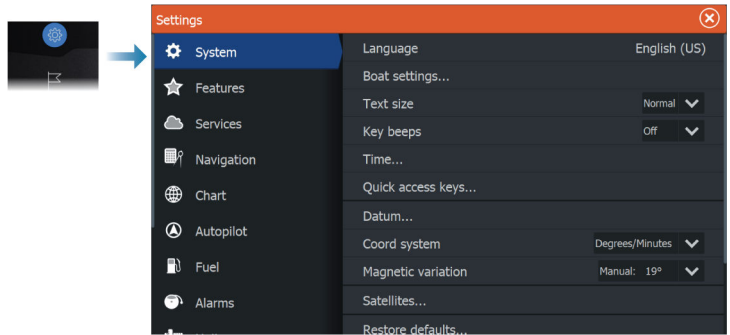 Settings
System
Features
Services
Navigation
Chart
Autopilot
Fuel
Alarms
Language English (US)
Boat settings...
Text size Normal
Key beeps Off
Time...
Quick access keys...
Datum...
Coord system Degrees/Minutes
Magnetic variation Manual: 19°
Satellites...
Restore defaults...